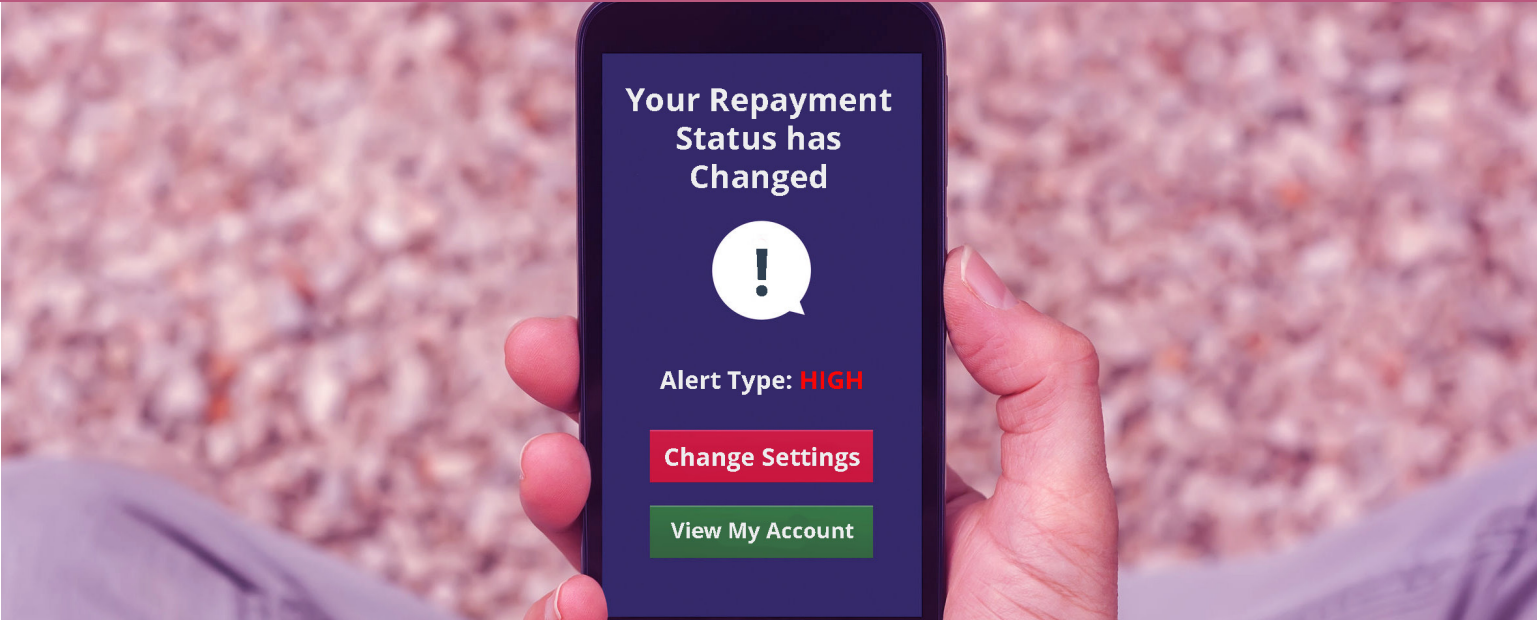 Your Repayment
Status has
Changed
!
Alert Type: HIGH
Change Settings
View My Account